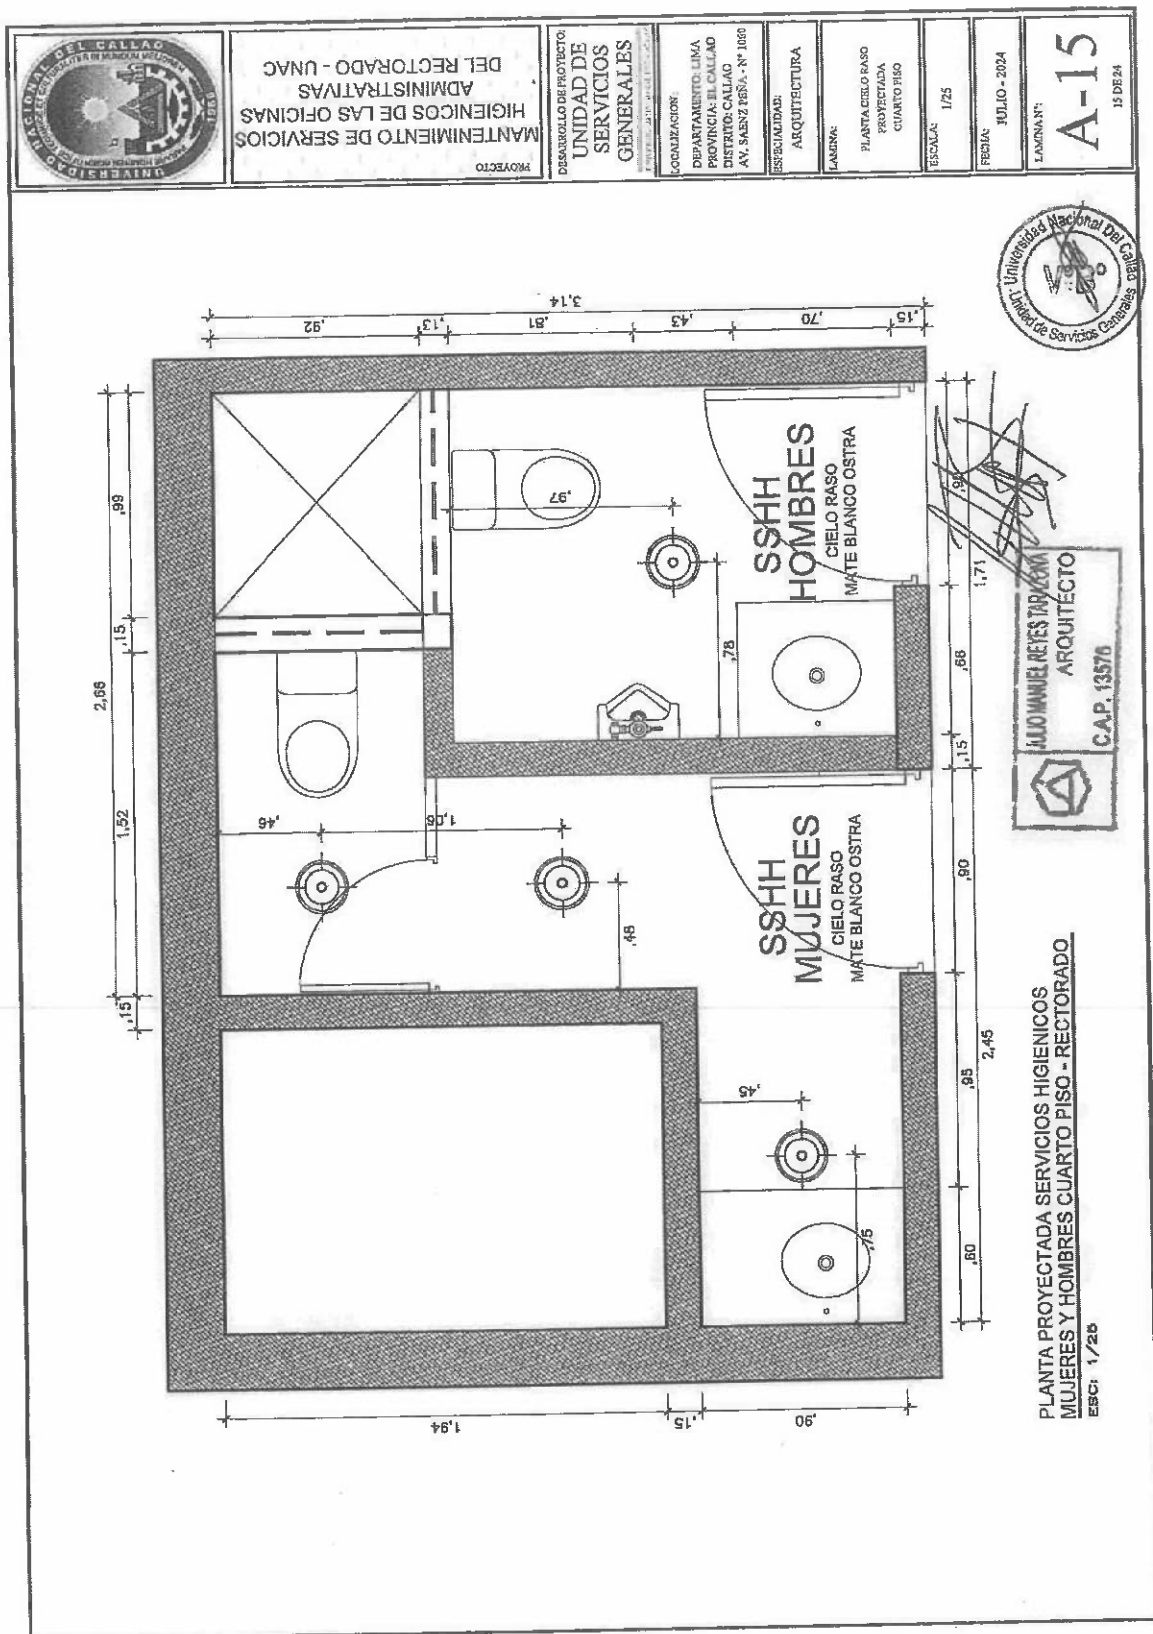 UNIVERSIDAD NACIONAL DEL CALLAO
PROYECTO
MANTENIMIENTO DE SERVICIOS
HIGIENICOS DE LAS OFICINAS
ADMINISTRATIVAS
DEL RECTORADO - UNAC
DESARROLLO DE PROYECTO:
UNIDAD DE
SERVICIOS
GENERALES
LOCALIZACION:
DEPARTAMENTO: LIMA
PROVINCIA: EL CALLAO
DISTRITO: CALLAO
AV. SAENZ PEÑA - Nº 1060
ESPECIALIDAD:
ARQUITECTURA
LAMINA:
PLANTA CIELO RASO
PROYECTADA
CUARTO PISO
ESCALA:
1/25
FECHA:
JULIO - 2024
LAMINA Nº:
A-15
15 DE 24
Universidad Nacional Del Callao
Unidad de Servicios Generales
V°B°
3,14
,92
,13
,81
,43
,70
,15
2,66
,99
,15
1,52
,15
,97
,78
,46
1,06
,48
,45
,75
SSHH
HOMBRES
CIELO RASO
MATE BLANCO OSTRA
SSHH
MUJERES
CIELO RASO
MATE BLANCO OSTRA
1,71
,66
,15
,90
,95
,60
2,45
1,94
,15
,90
JULIO MANUEL REYES TARAZONA
ARQUITECTO
C.A.P. 13576
PLANTA PROYECTADA SERVICIOS HIGIENICOS
MUJERES Y HOMBRES CUARTO PISO - RECTORADO
ESC: 1/25